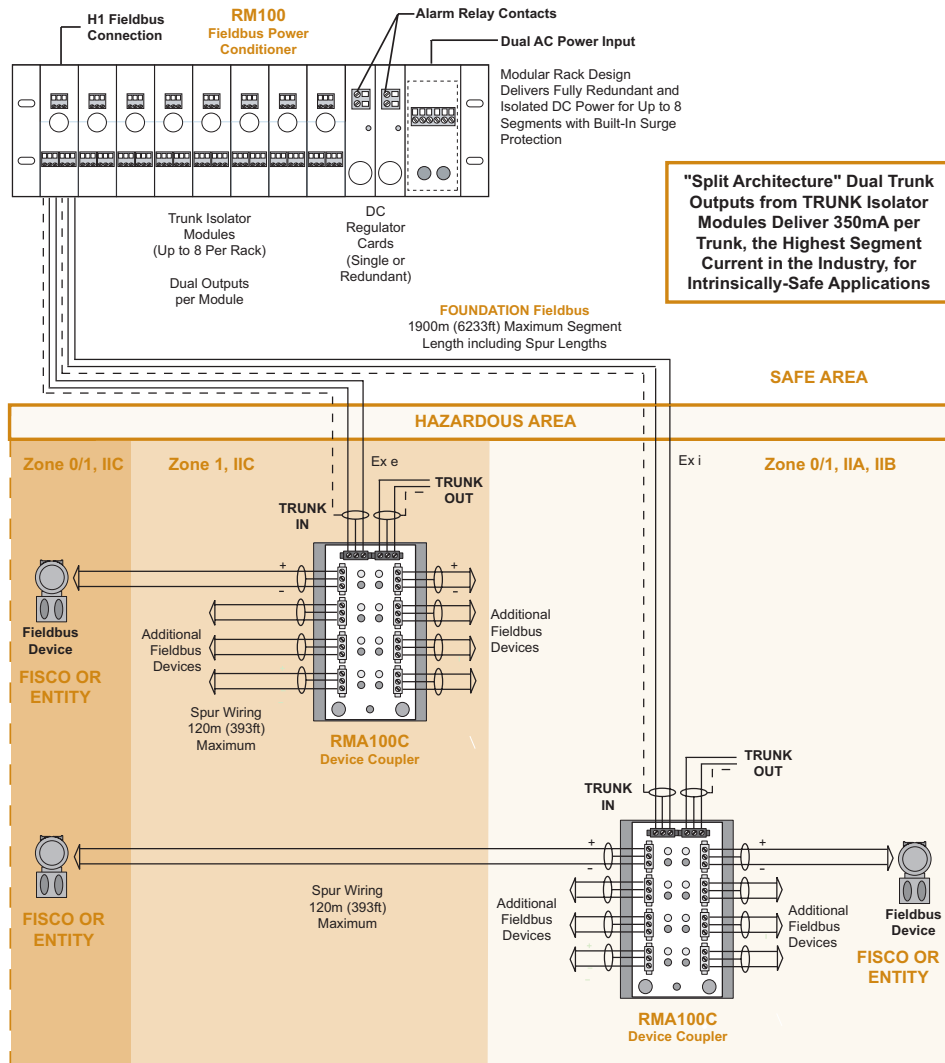 H1 Fieldbus
Connection
RM100
Fieldbus Power
Conditioner
Alarm Relay Contacts
Dual AC Power Input
Modular Rack Design
Delivers Fully Redundant and
Isolated DC Power for Up to 8
Segments with Built-In Surge
Protection
"Split Architecture" Dual Trunk
Outputs from TRUNK Isolator
Modules Deliver 350mA per
Trunk, the Highest Segment
Current in the Industry, for
Intrinsically-Safe Applications
Trunk Isolator
Modules
(Up to 8 Per Rack)
Dual Outputs
per Module
DC
Regulator
Cards
(Single or
Redundant)
FOUNDATION Fieldbus
1900m (6233ft) Maximum Segment
Length including Spur Lengths
SAFE AREA
HAZARDOUS AREA
Zone 0/1, IIC
Zone 1, IIC
Ex e
Ex i
Zone 0/1, IIA, IIB
TRUNK
IN
TRUNK
OUT
–
+
-
+
-
Fieldbus
Device
FISCO OR
ENTITY
Additional
Fieldbus
Devices
Additional
Fieldbus
Devices
Spur Wiring
120m (393ft)
Maximum
RMA100C
Device Coupler
TRUNK
IN
TRUNK
OUT
–
+
-
+
-
FISCO OR
ENTITY
Spur Wiring
120m (393ft)
Maximum
Additional
Fieldbus
Devices
Additional
Fieldbus
Devices
Fieldbus
Device
FISCO OR
ENTITY
RMA100C
Device Coupler